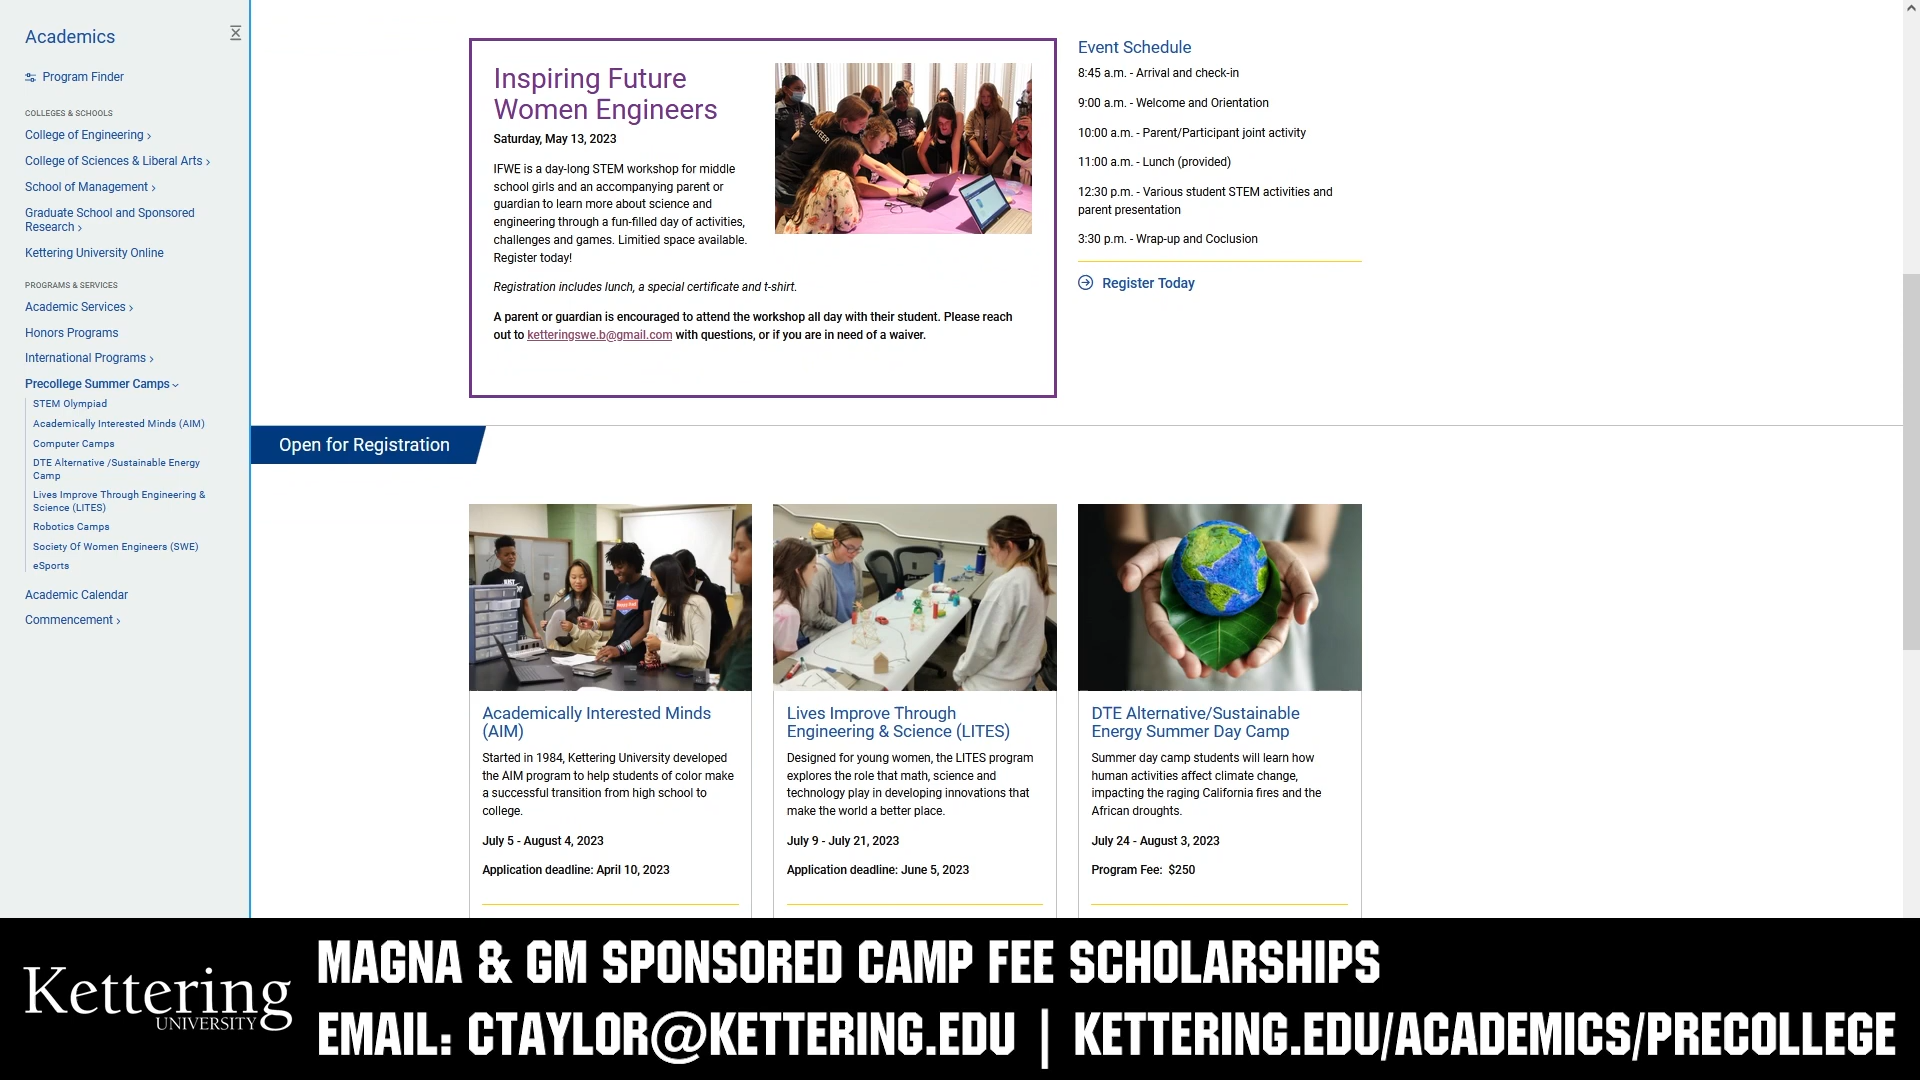 Academics
Program Finder
COLLEGES & SCHOOLS
College of Engineering
College of Sciences & Liberal Arts
School of Management
Graduate School and Sponsored
Research
Kettering University Online
PROGRAMS & SERVICES
Academic Services
Honors Programs
International Programs
Precollege Summer Camps
STEM Olympiad
Academically Interested Minds (AIM)
Computer Camps
DTE Alternative /Sustainable Energy
Camp
Lives Improve Through Engineering &
Science (LITES)
Robotics Camps
Society Of Women Engineers (SWE)
eSports
Academic Calendar
Commencement
Inspiring Future
Women Engineers
Saturday, May 13, 2023
IFWE is a day-long STEM workshop for middle
school girls and an accompanying parent or
guardian to learn more about science and
engineering through a fun-filled day of activities,
challenges and games. Limitied space available.
Register today!
Registration includes lunch, a special certificate and t-shirt.
A parent or guardian is encouraged to attend the workshop all day with their student. Please reach
out to ketteringswe.b@gmail.com with questions, or if you are in need of a waiver.
Event Schedule
8:45 a.m. - Arrival and check-in
9:00 a.m. - Welcome and Orientation
10:00 a.m. - Parent/Participant joint activity
11:00 a.m. - Lunch (provided)
12:30 p.m. - Various student STEM activities and
parent presentation
3:30 p.m. - Wrap-up and Coclusion
Register Today
Open for Registration
Academically Interested Minds
(AIM)
Started in 1984, Kettering University developed
the AIM program to help students of color make
a successful transition from high school to
college.
July 5 - August 4, 2023
Application deadline: April 10, 2023
Lives Improve Through
Engineering & Science (LITES)
Designed for young women, the LITES program
explores the role that math, science and
technology play in developing innovations that
make the world a better place.
July 9 - July 21, 2023
Application deadline: June 5, 2023
DTE Alternative/Sustainable
Energy Summer Day Camp
Summer day camp students will learn how
human activities affect climate change,
impacting the raging California fires and the
African droughts.
July 24 - August 3, 2023
Program Fee: $250
Kettering
UNIVERSITY
MAGNA & GM SPONSORED CAMP FEE SCHOLARSHIPS
EMAIL: CTAYLOR@KETTERING.EDU | KETTERING.EDU/ACADEMICS/PRECOLLEGE